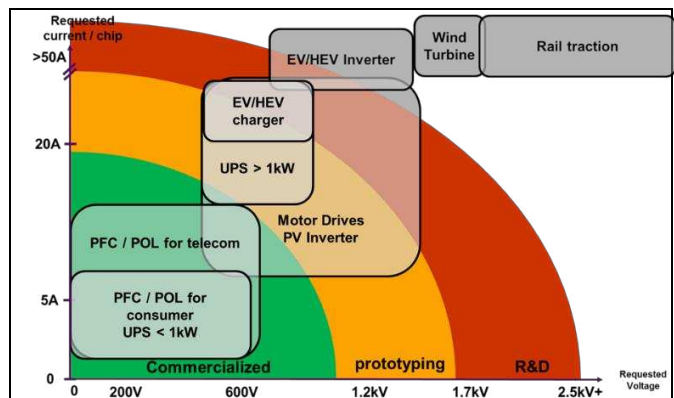 Requested
current / chip
>50A
Wind
Turbine
Rail traction
EV/HEV Inverter
EV/HEV
charger
20A
UPS > 1kW
Motor Drives
PV Inverter
PFC / POL for telecom
PFC / POL for
consumer
UPS < 1kW
5A
Commercialized
prototyping
R&D
Requested
Voltage
0
0
200V
600V
1.2kV
1.7kV
2.5kV+